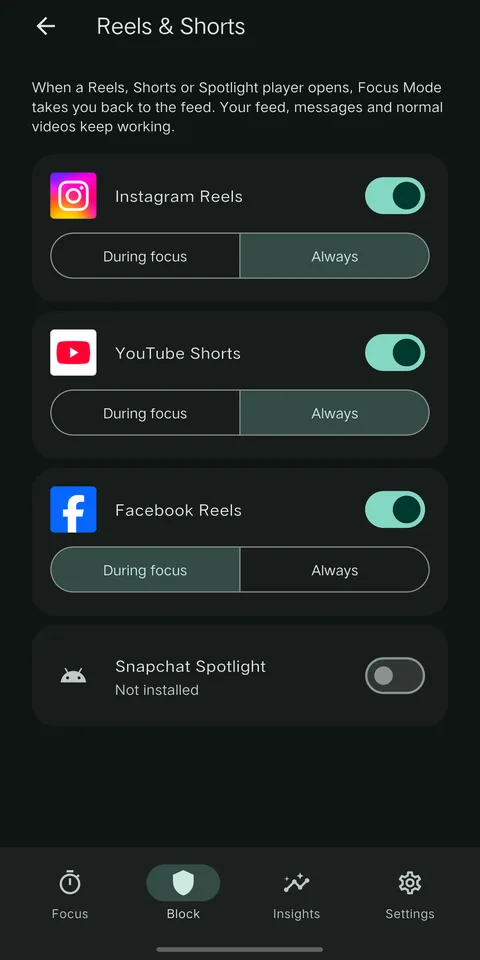 Reels & Shorts
When a Reels, Shorts or Spotlight player opens, Focus Mode
takes you back to the feed. Your feed, messages and normal
videos keep working.
Instagram Reels
During focus
Always
YouTube Shorts
During focus
Always
Facebook Reels
During focus
Always
Snapchat Spotlight
Not installed
Focus
Block
Insights
Settings